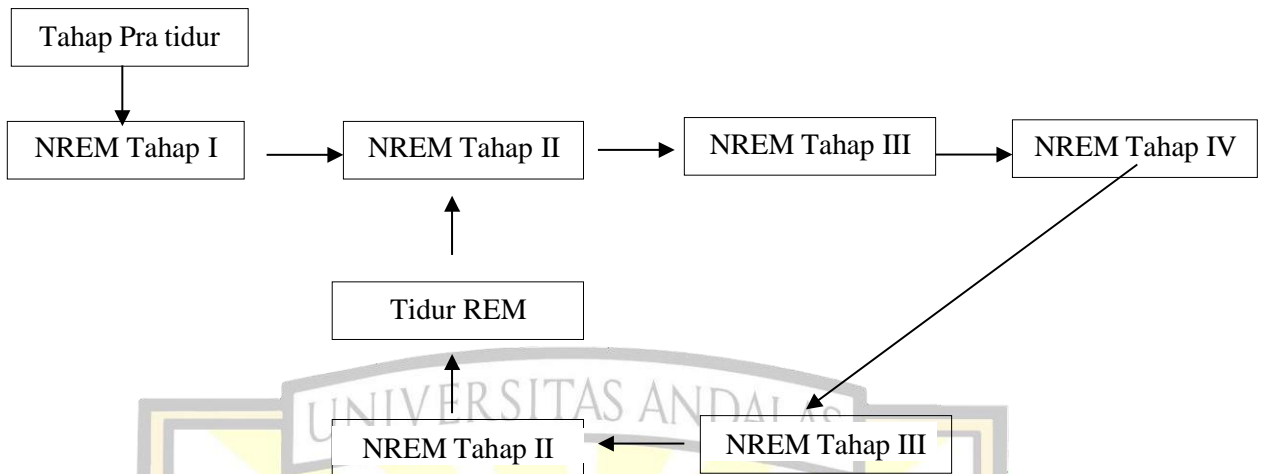 Tahap Pra tidur
NREM Tahap I
NREM Tahap II
NREM Tahap III
NREM Tahap IV
Tidur REM
UNIVERSITAS ANDALAS
NREM Tahap II
NREM Tahap III